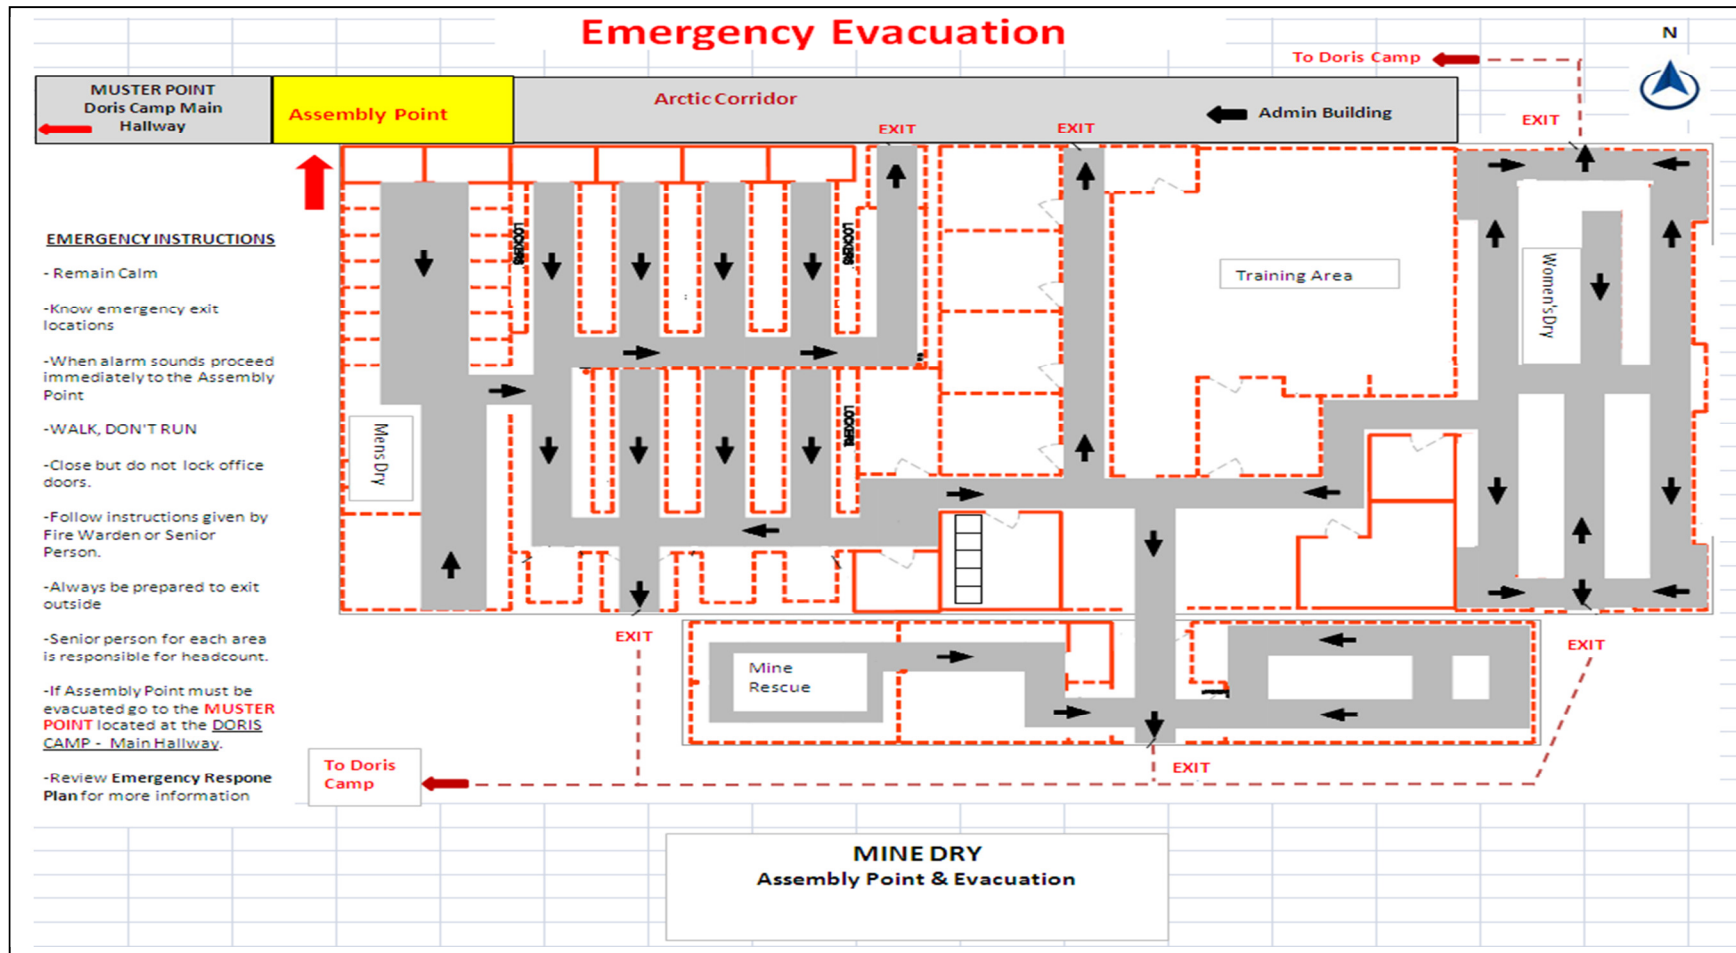 Emergency Evacuation
N
To Doris Camp
MUSTER POINT
Doris Camp Main
Hallway
Assembly Point
Arctic Corridor
Admin Building
EXIT
EXIT
EXIT
EMERGENCY INSTRUCTIONS
- Remain Calm
-Know emergency exit
locations
-When alarm sounds proceed
immediately to the Assembly
Point
-WALK, DON'T RUN
-Close but do not lock office
doors.
-Follow instructions given by
Fire Warden or Senior
Person.
-Always be prepared to exit
outside
-Senior person for each area
is responsible for headcount.
-If Assembly Point must be
evacuated go to the MUSTER
POINT located at the DORIS
CAMP - Main Hallway.
-Review Emergency Respone
Plan for more information
LOCKERS
LOCKERS
LOCKERS
Training Area
Women's Dry
Mens Dry
Mine
Rescue
EXIT
EXIT
EXIT
To Doris
Camp
MINE DRY
Assembly Point & Evacuation